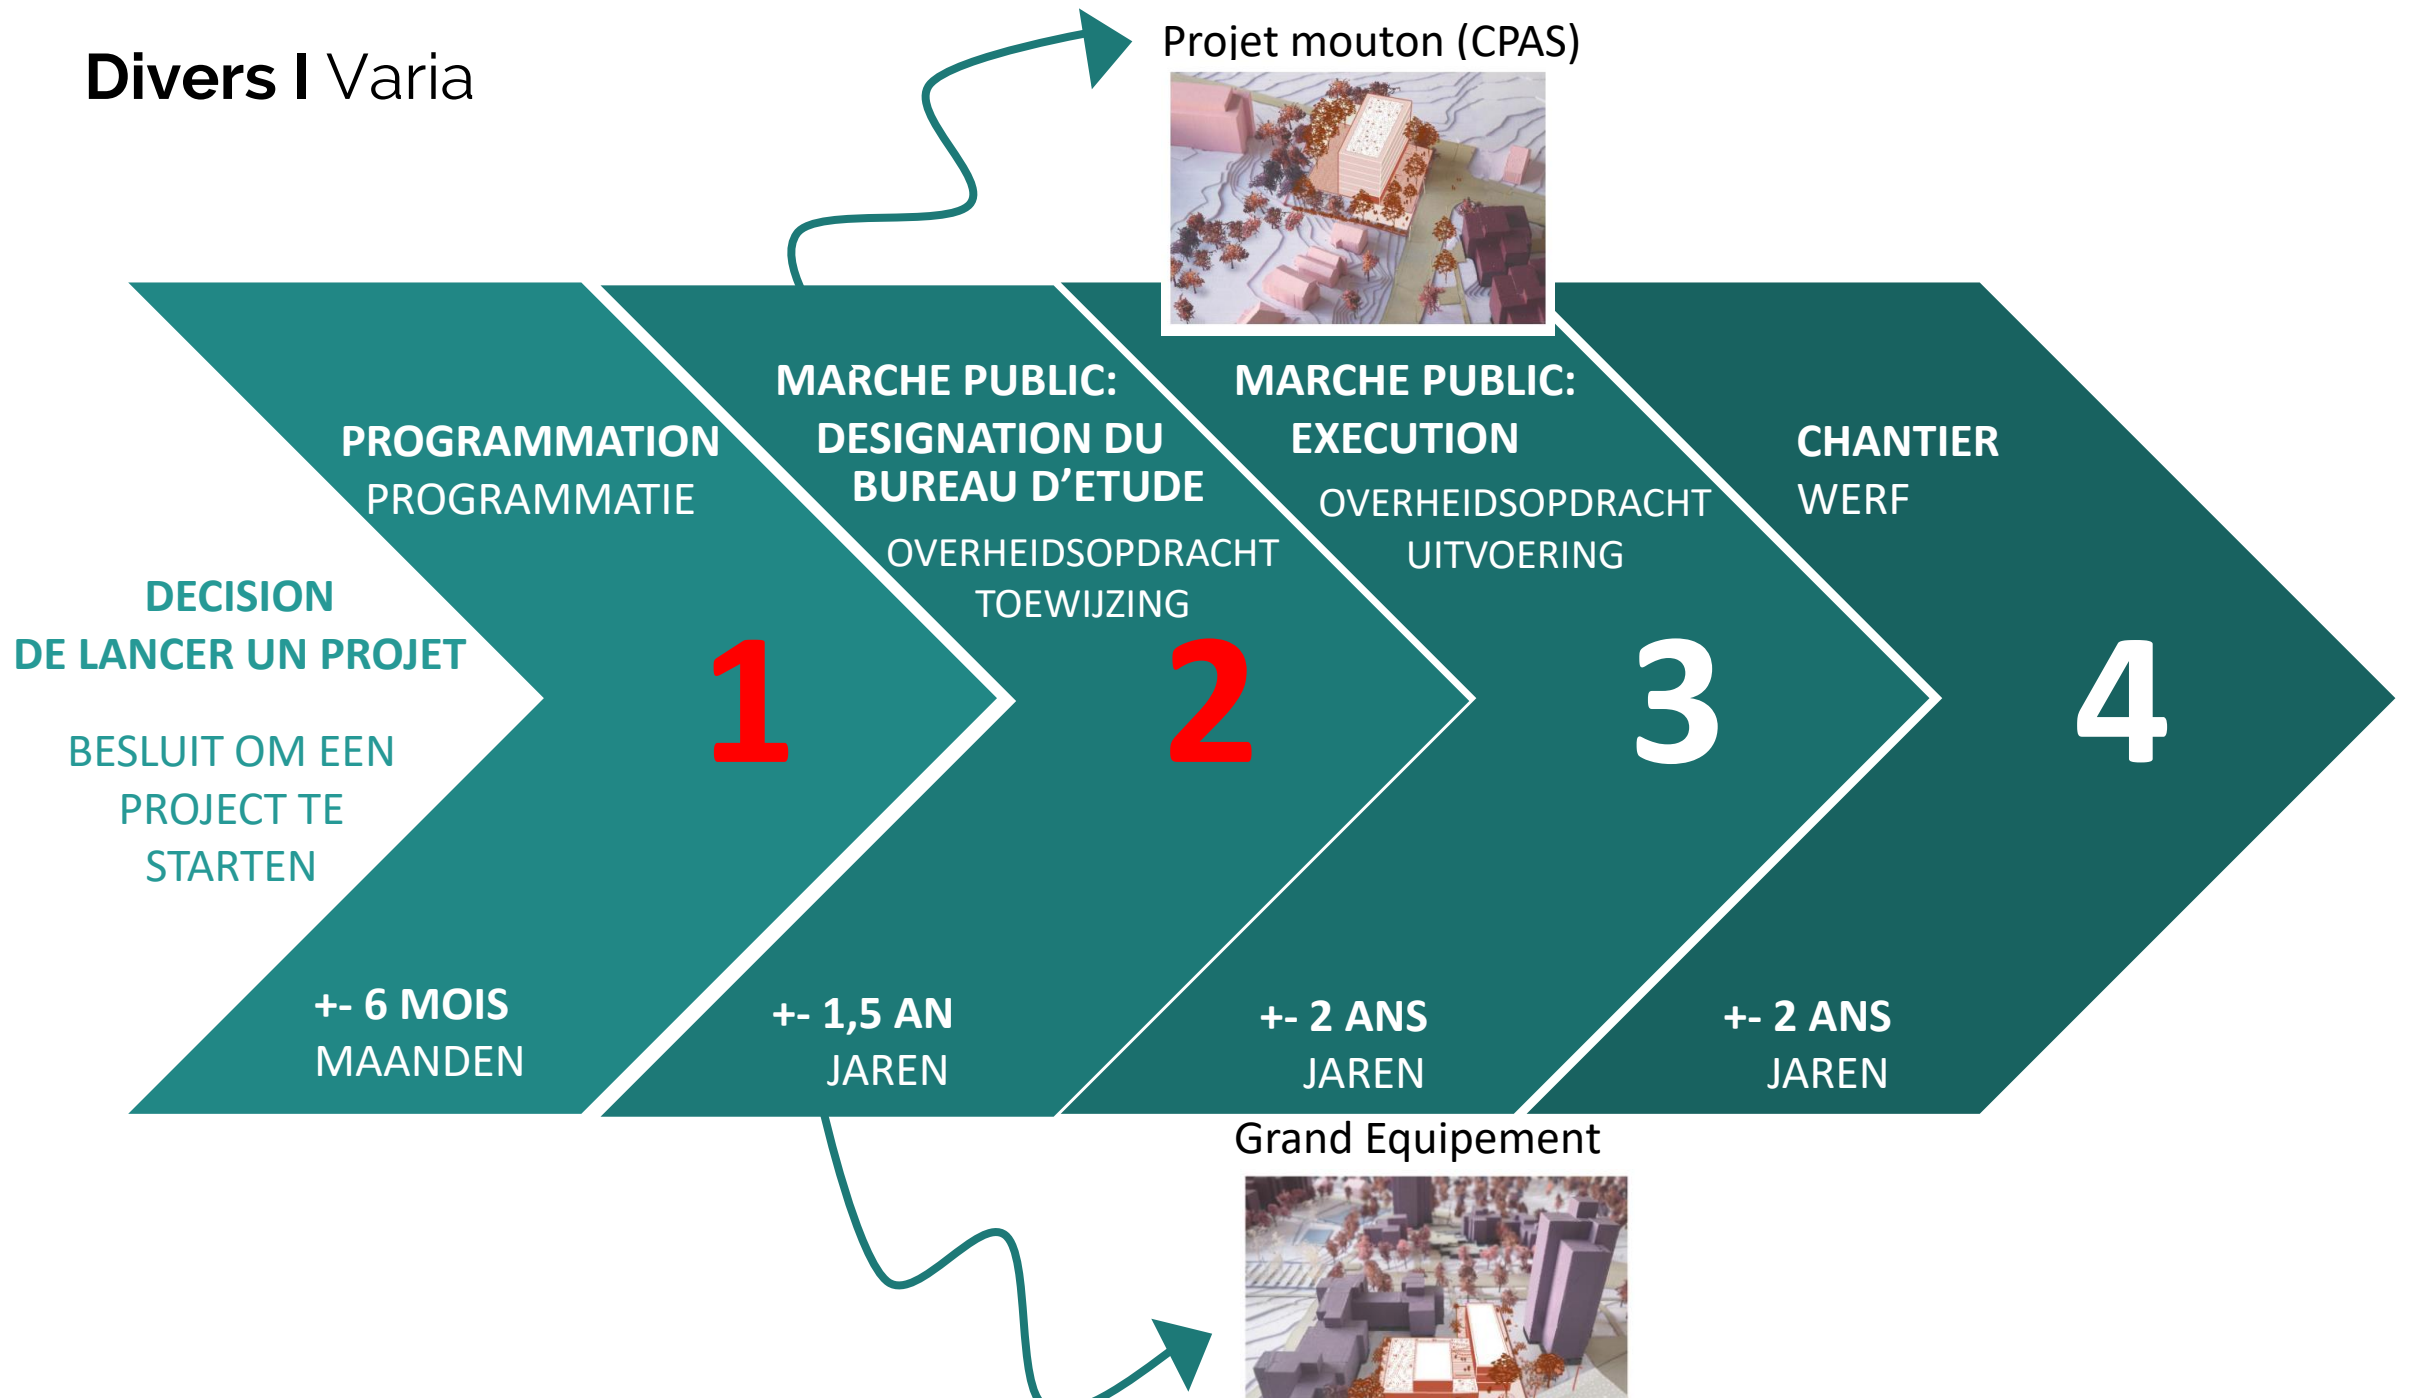 Divers I Varia
Projet mouton (CPAS)
DECISION
DE LANCER UN PROJET
BESLUIT OM EEN
PROJECT TE
STARTEN
PROGRAMMATION
PROGRAMMATIE
1
+- 6 MOIS
MAANDEN
MARCHE PUBLIC:
DESIGNATION DU
BUREAU D’ETUDE
OVERHEIDSOPDRACHT
TOEWIJZING
2
+- 1,5 AN
JAREN
MARCHE PUBLIC:
EXECUTION
OVERHEIDSOPDRACHT
UITVOERING
3
+- 2 ANS
JAREN
CHANTIER
WERF
4
+- 2 ANS
JAREN
Grand Equipement